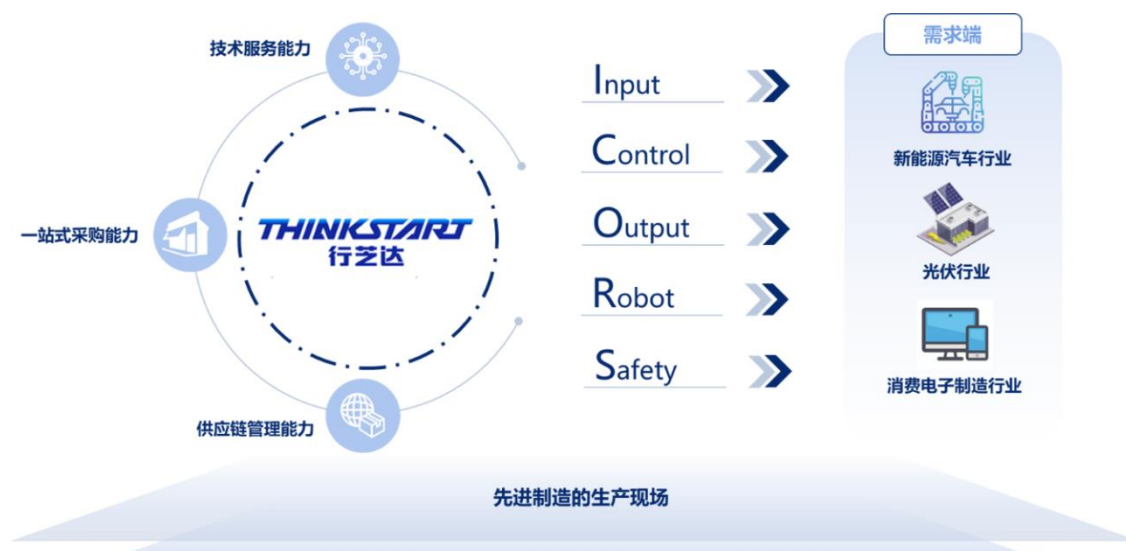 技术服务能力
一站式采购能力
THINKSTART
行芝达
供应链管理能力
Input
Control
Output
Robot
Safety
需求端
新能源汽车行业
光伏行业
消费电子制造行业
先进制造的生产现场